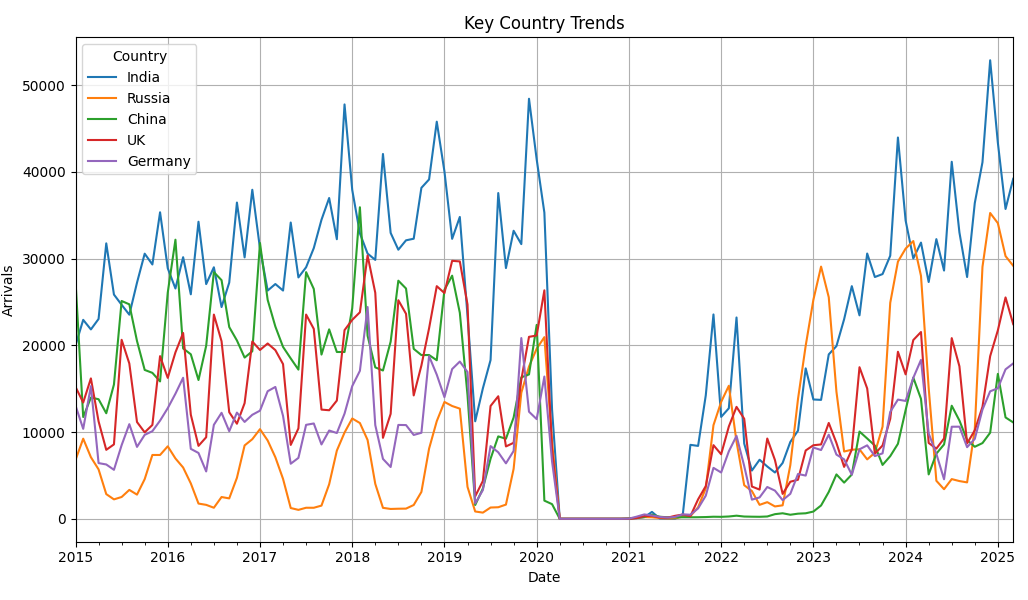 Key Country Trends
Country
India
Russia
China
UK
Germany
Arrivals
50000
40000
30000
20000
10000
0
2015 2016 2017 2018 2019 2020 2021 2022 2023 2024 2025
Date